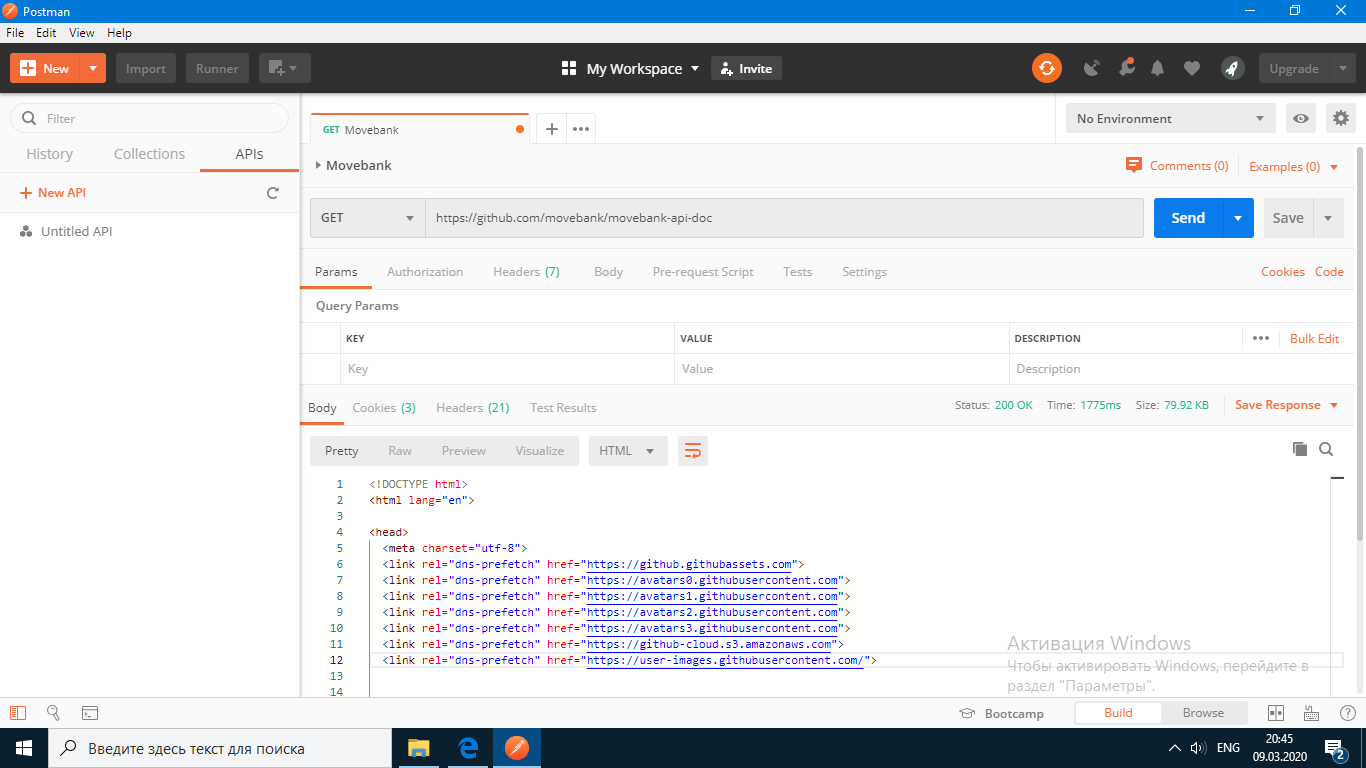 Postman
File Edit View Help
New Import Runner My Workspace Invite Upgrade
Filter
History Collections APIs
New API
Untitled API
GET Movebank
No Environment
Movebank
Comments (0) Examples (0)
GET https://github.com/movebank/movebank-api-doc Send Save
Params Authorization Headers (7) Body Pre-request Script Tests Settings Cookies Code
Query Params
KEY VALUE DESCRIPTION Bulk Edit
Key Value Description
Body Cookies (3) Headers (21) Test Results Status: 200 OK Time: 1775ms Size: 79.92 KB Save Response
Pretty Raw Preview Visualize HTML
1 <!DOCTYPE html>
2 <html lang="en">
3
4 <head>
5 <meta charset="utf-8">
6 <link rel="dns-prefetch" href="https://github.githubassets.com">
7 <link rel="dns-prefetch" href="https://avatars0.githubusercontent.com">
8 <link rel="dns-prefetch" href="https://avatars1.githubusercontent.com">
9 <link rel="dns-prefetch" href="https://avatars2.githubusercontent.com">
10 <link rel="dns-prefetch" href="https://avatars3.githubusercontent.com">
11 <link rel="dns-prefetch" href="https://github-cloud.s3.amazonaws.com">
12 <link rel="dns-prefetch" href="https://user-images.githubusercontent.com/">
13
14
Активация Windows
Чтобы активировать Windows, перейдите в
раздел "Параметры".
Bootcamp Build Browse
Введите здесь текст для поиска
ENG
20:45
09.03.2020
2